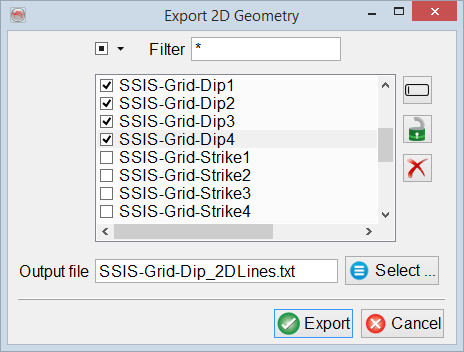 Export 2D Geometry
Filter *
SSIS-Grid-Dip1
SSIS-Grid-Dip2
SSIS-Grid-Dip3
SSIS-Grid-Dip4
SSIS-Grid-Strike1
SSIS-Grid-Strike2
SSIS-Grid-Strike3
SSIS-Grid-Strike4
Output file SSIS-Grid-Dip_2DLines.txt Select ...
Export Cancel